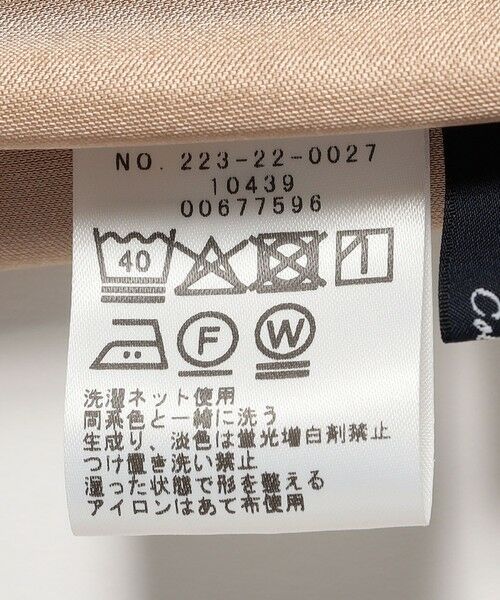 NO. 223-22-0027
10439
00677596
40
F W
洗濯ネット使用
同系色と一緒に洗う
生成り、淡色は蛍光増白剤禁止
つけ置き洗い禁止
湿った状態で形を整える
アイロンはあて布使用